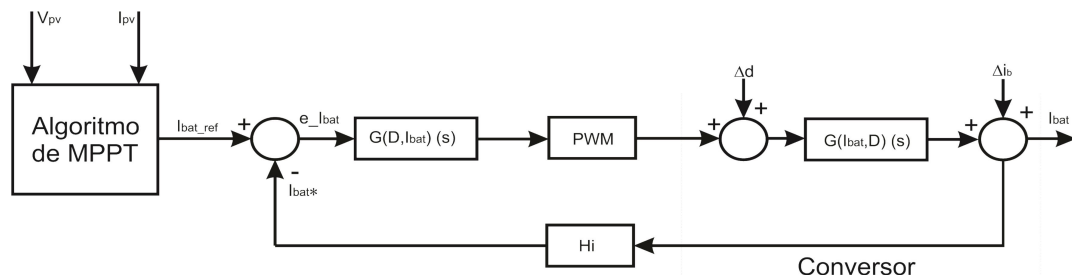 Vpv
Ipv
Algoritmo
de MPPT
Ibat_ref
+
-
Ibat*
e_Ibat
G(D,Ibat) (s)
PWM
Δd
+
+
G(Ibat,D) (s)
Δib
+
+
Ibat
Hi
Conversor